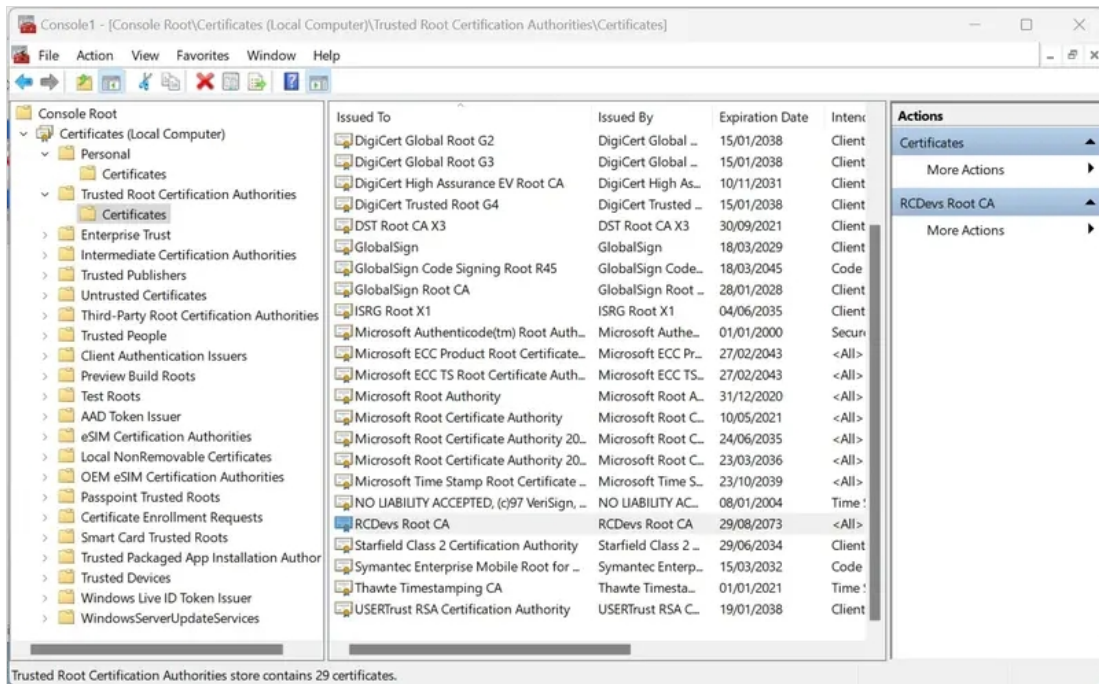 Console1 - [Console Root\Certificates (Local Computer)\Trusted Root Certification Authorities\Certificates]
File Action View Favorites Window Help
Console Root
Certificates (Local Computer)
Personal
Certificates
Trusted Root Certification Authorities
Certificates
Enterprise Trust
Intermediate Certification Authorities
Trusted Publishers
Untrusted Certificates
Third-Party Root Certification Authorities
Trusted People
Client Authentication Issuers
Preview Build Roots
Test Roots
AAD Token Issuer
eSIM Certification Authorities
Local NonRemovable Certificates
OEM eSIM Certification Authorities
Passpoint Trusted Roots
Certificate Enrollment Requests
Smart Card Trusted Roots
Trusted Packaged App Installation Author
Trusted Devices
Windows Live ID Token Issuer
WindowsServerUpdateServices
Issued To Issued By Expiration Date Intend
DigiCert Global Root G2 DigiCert Global ... 15/01/2038 Client
DigiCert Global Root G3 DigiCert Global ... 15/01/2038 Client
DigiCert High Assurance EV Root CA DigiCert High As... 10/11/2031 Client
DigiCert Trusted Root G4 DigiCert Trusted ... 15/01/2038 Client
DST Root CA X3 DST Root CA X3 30/09/2021 Client
GlobalSign GlobalSign 18/03/2029 Client
GlobalSign Code Signing Root R45 GlobalSign Code... 18/03/2045 Code
GlobalSign Root CA GlobalSign Root ... 28/01/2028 Client
ISRG Root X1 ISRG Root X1 04/06/2035 Client
Microsoft Authenticode(tm) Root Auth... Microsoft Authe... 01/01/2000 Secure
Microsoft ECC Product Root Certificate... Microsoft ECC Pr... 27/02/2043 <All>
Microsoft ECC TS Root Certificate Auth... Microsoft ECC TS... 27/02/2043 <All>
Microsoft Root Authority Microsoft Root A... 31/12/2020 <All>
Microsoft Root Certificate Authority Microsoft Root C... 10/05/2021 <All>
Microsoft Root Certificate Authority 20... Microsoft Root C... 24/06/2035 <All>
Microsoft Root Certificate Authority 20... Microsoft Root C... 23/03/2036 <All>
Microsoft Time Stamp Root Certificate ... Microsoft Time S... 23/10/2039 <All>
NO LIABILITY ACCEPTED, (c)97 VeriSign, ... NO LIABILITY AC... 08/01/2004 Time S
RCDevs Root CA RCDevs Root CA 29/08/2073 <All>
Starfield Class 2 Certification Authority Starfield Class 2 ... 29/06/2034 Client
Symantec Enterprise Mobile Root for ... Symantec Enterp... 15/03/2032 Code
Thawte Timestamping CA Thawte Timesta... 01/01/2021 Time S
USERTrust RSA Certification Authority USERTrust RSA C... 19/01/2038 Client
Actions
Certificates
More Actions
RCDevs Root CA
More Actions
Trusted Root Certification Authorities store contains 29 certificates.